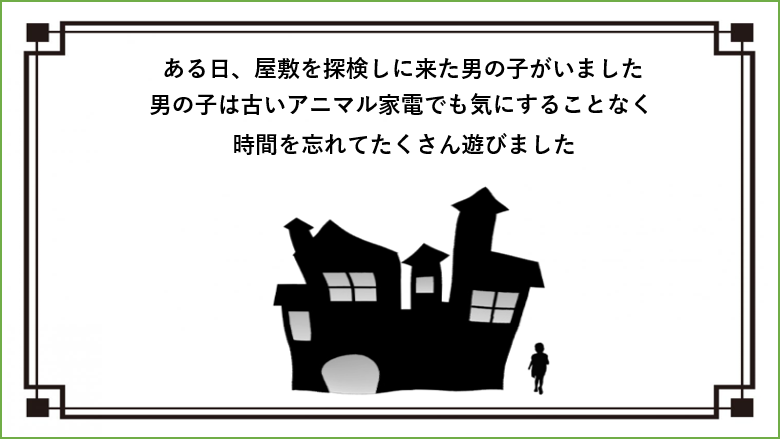 ある日、屋敷を探検しに来た男の子がいました
男の子は古いアニマル家電でも気にすることなく
時間を忘れてたくさん遊びました